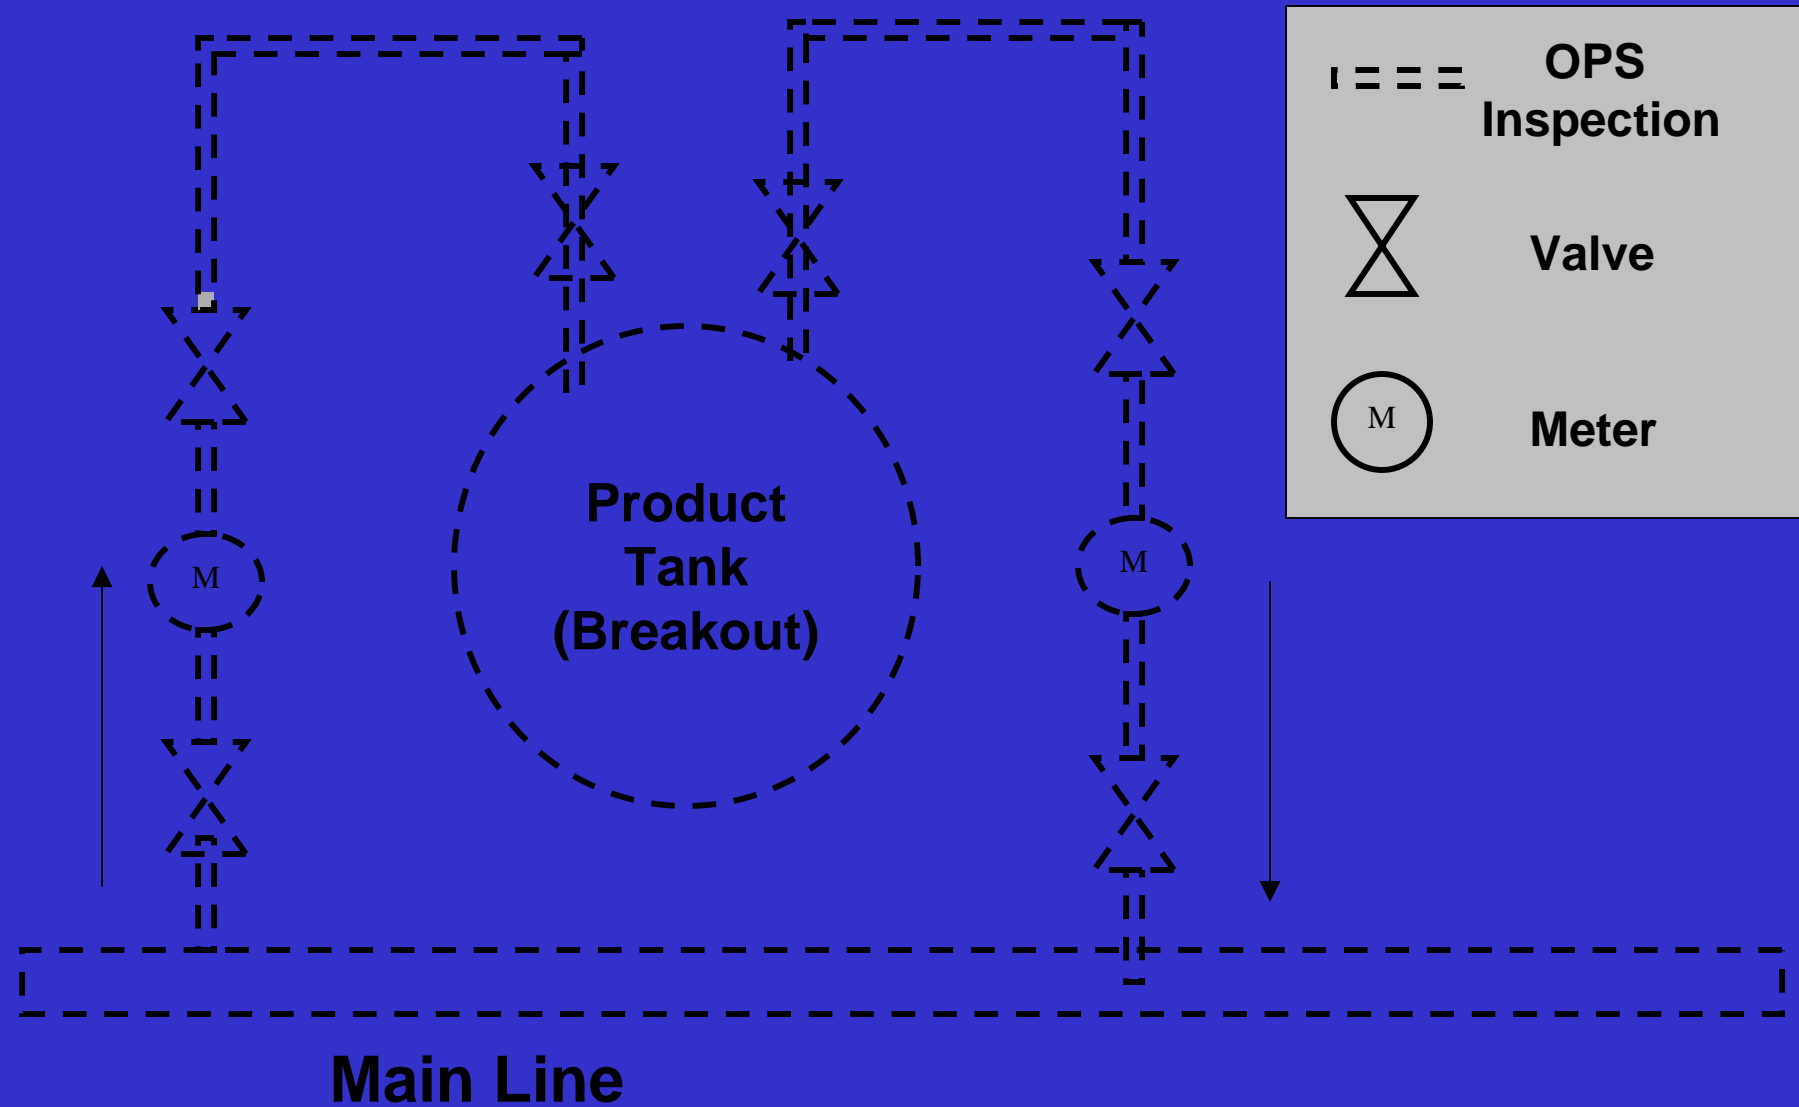 OPS
Inspection
Valve
M
Meter
Product
Tank
(Breakout)
M
M
Main Line